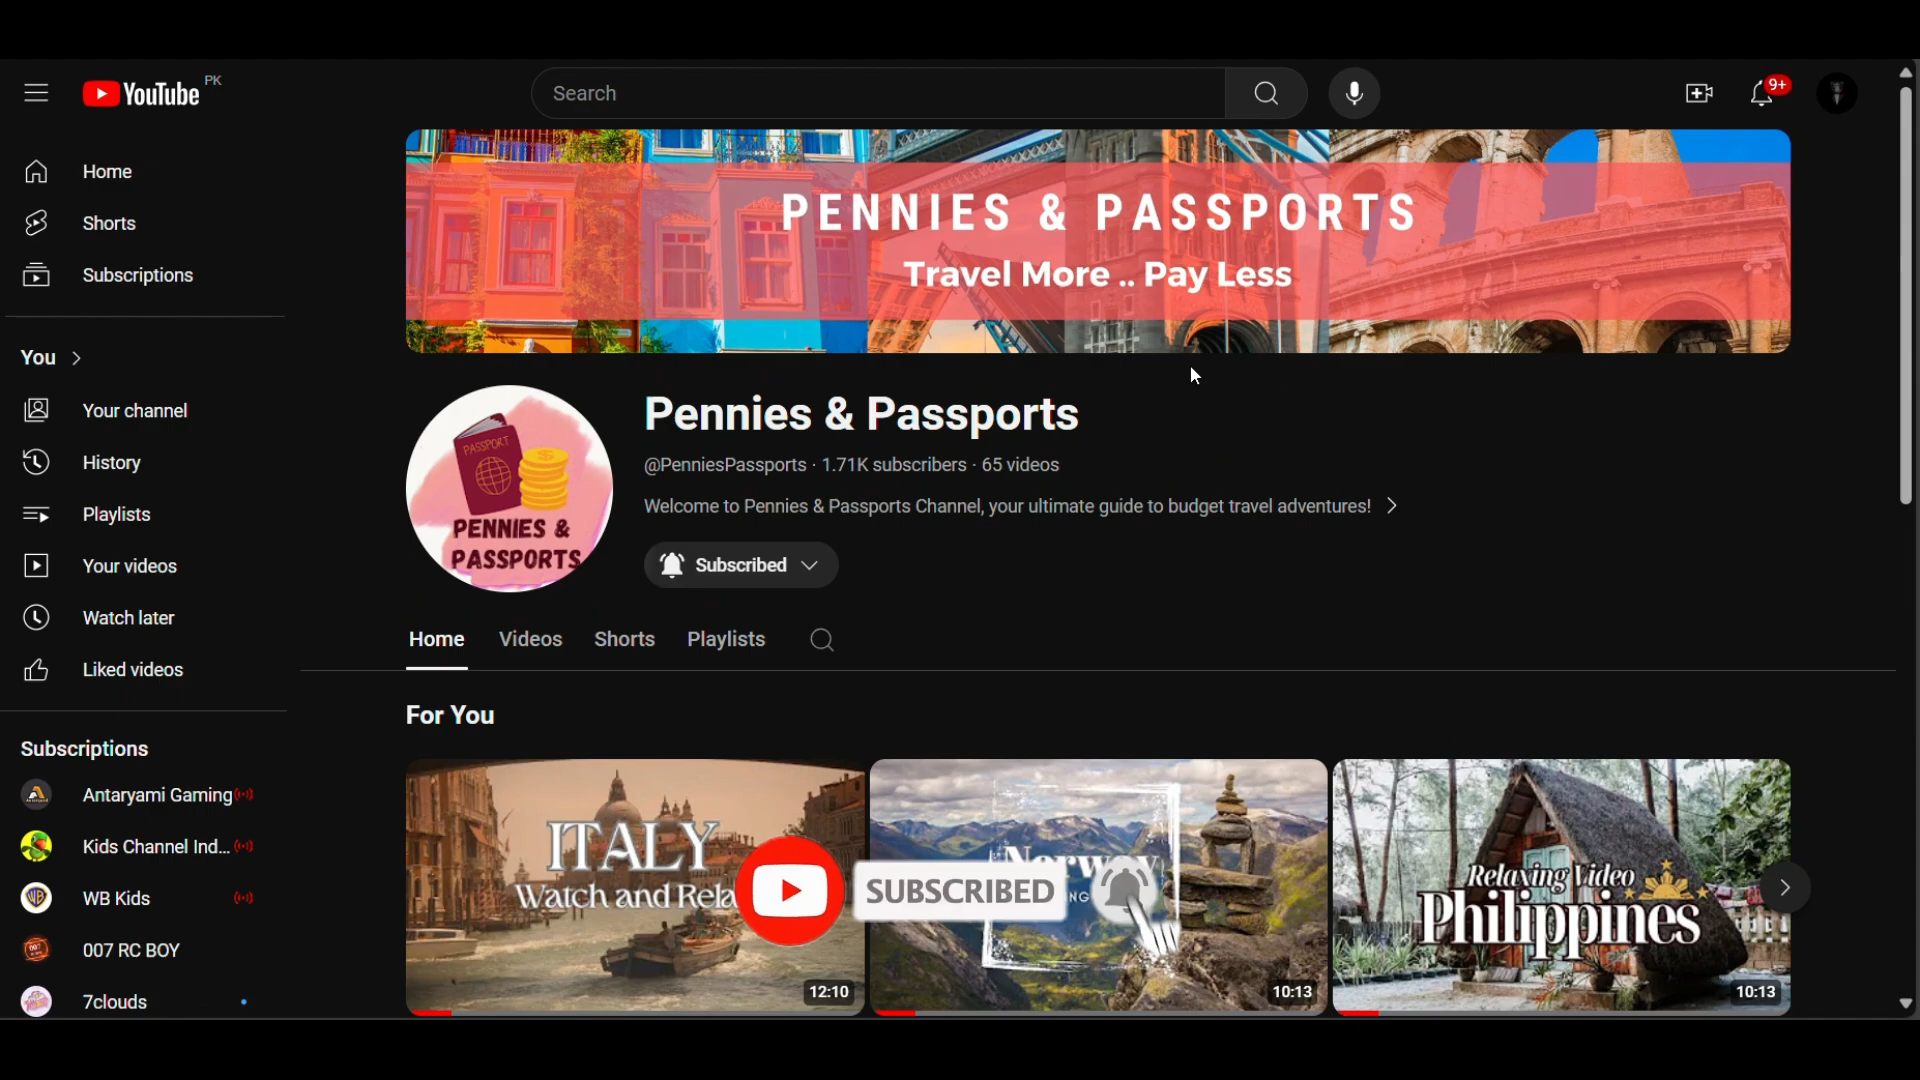 YouTube PK
Search
9+
Home
Shorts
Subscriptions
You
Your channel
History
Playlists
Your videos
Watch later
Liked videos
Subscriptions
Antaryami Gaming
Kids Channel Ind...
WB Kids
007 RC BOY
7clouds
PENNIES & PASSPORTS
Travel More .. Pay Less
PASSPORT
PENNIES &
PASSPORTS
Pennies & Passports
@PenniesPassports · 1.71K subscribers · 65 videos
Welcome to Pennies & Passports Channel, your ultimate guide to budget travel adventures!
Subscribed
Home Videos Shorts Playlists
For You
ITALY
Watch and Rela
12:10
Norway
NG
10:13
SUBSCRIBED
Relaxing Video
Philippines
10:13